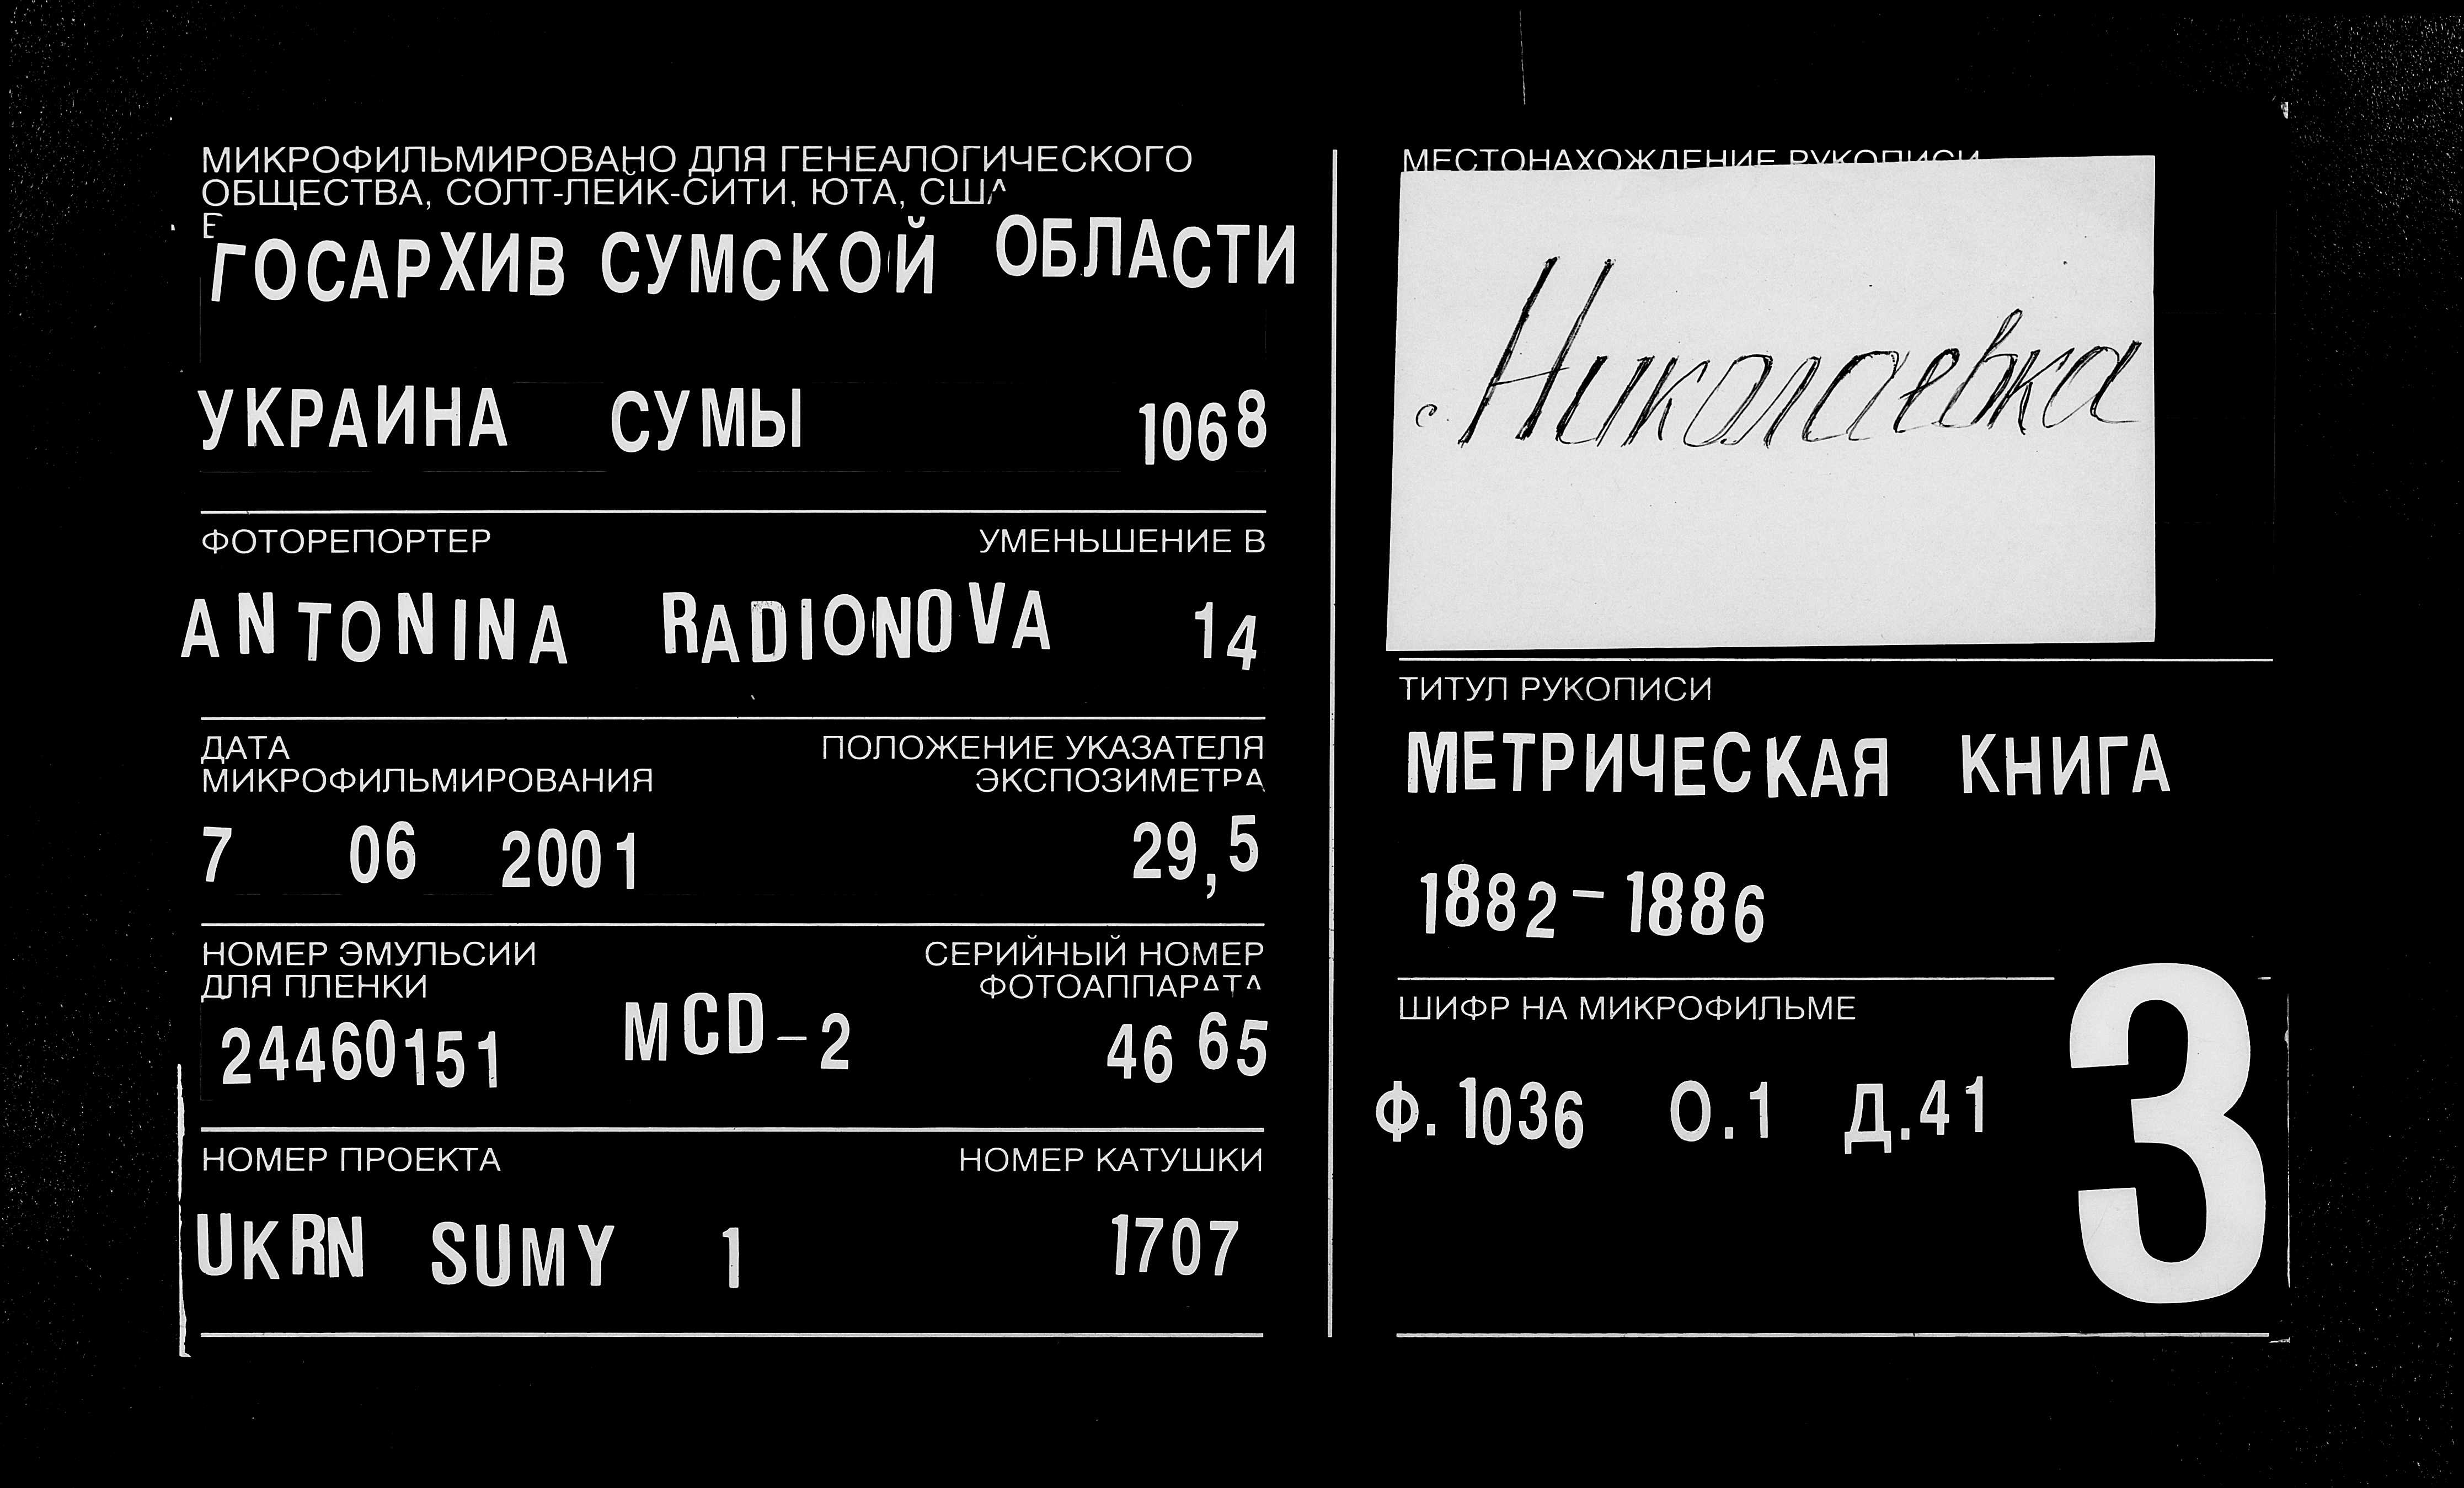 МИКРОФИЛЬМИРОВАНО ДЛЯ ГЕНЕАЛОГИЧЕСКОГО
ОБЩЕСТВА, СОЛТ-ЛЕЙК-СИТИ, ЮТА, США
В
ГОСАРХИВ СУМСКОЙ ОБЛАСТИ
УКРАИНА СУМЫ 1068
ФОТОРЕПОРТЕР УМЕНЬШЕНИЕ В
ANTONINA RADIONOVA 14
ДАТА ПОЛОЖЕНИЕ УКАЗАТЕЛЯ
МИКРОФИЛЬМИРОВАНИЯ ЭКСПОЗИМЕТРА
7 06 2001 29,5
НОМЕР ЭМУЛЬСИИ СЕРИЙНЫЙ НОМЕР
ДЛЯ ПЛЕНКИ ФОТОАППАРАТА
24460151 MCD-2 4665
НОМЕР ПРОЕКТА НОМЕР КАТУШКИ
UKRN SUMY 1 1707
МЕСТОНАХОЖДЕНИЕ РУКОПИСИ
с. Николаевка
ТИТУЛ РУКОПИСИ
МЕТРИЧЕСКАЯ КНИГА
1882-1886
ШИФР НА МИКРОФИЛЬМЕ
Ф. 1036 О.1 Д.41
3